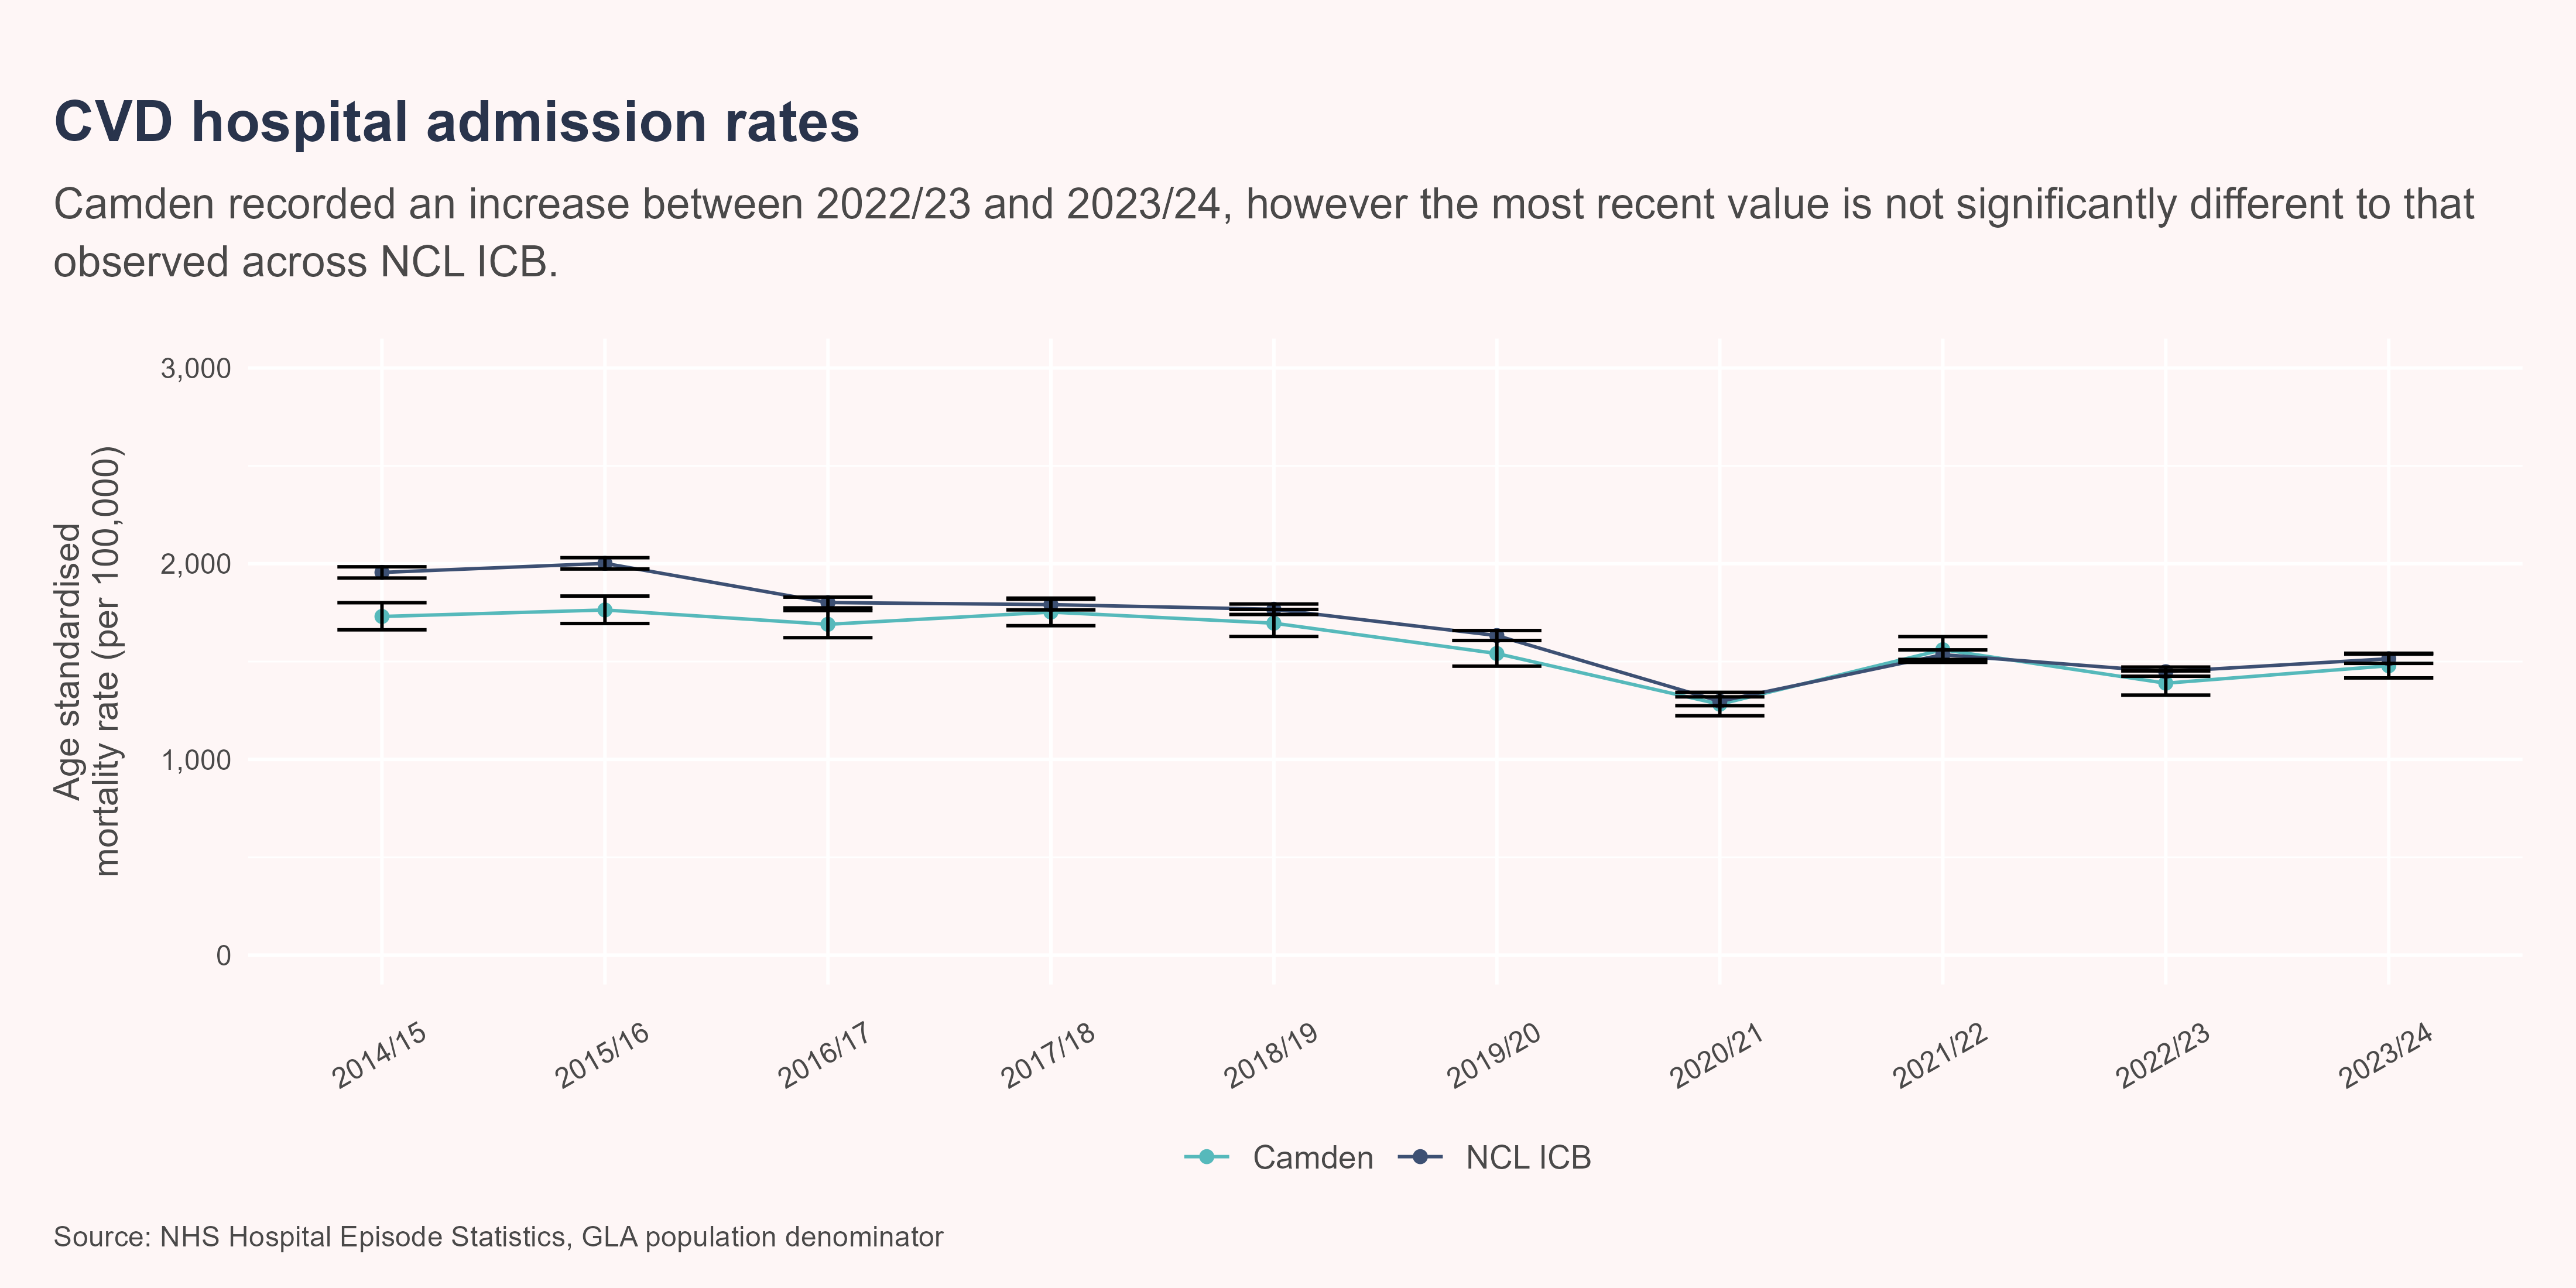 CVD hospital admission rates
Camden recorded an increase between 2022/23 and 2023/24, however the most recent value is not significantly different to that
observed across NCL ICB.
Age standardised
mortality rate (per 100,000)
3,000
2,000
1,000
0
2014/15
2015/16
2016/17
2017/18
2018/19
2019/20
2020/21
2021/22
2022/23
2023/24
Camden
NCL ICB
Source: NHS Hospital Episode Statistics, GLA population denominator